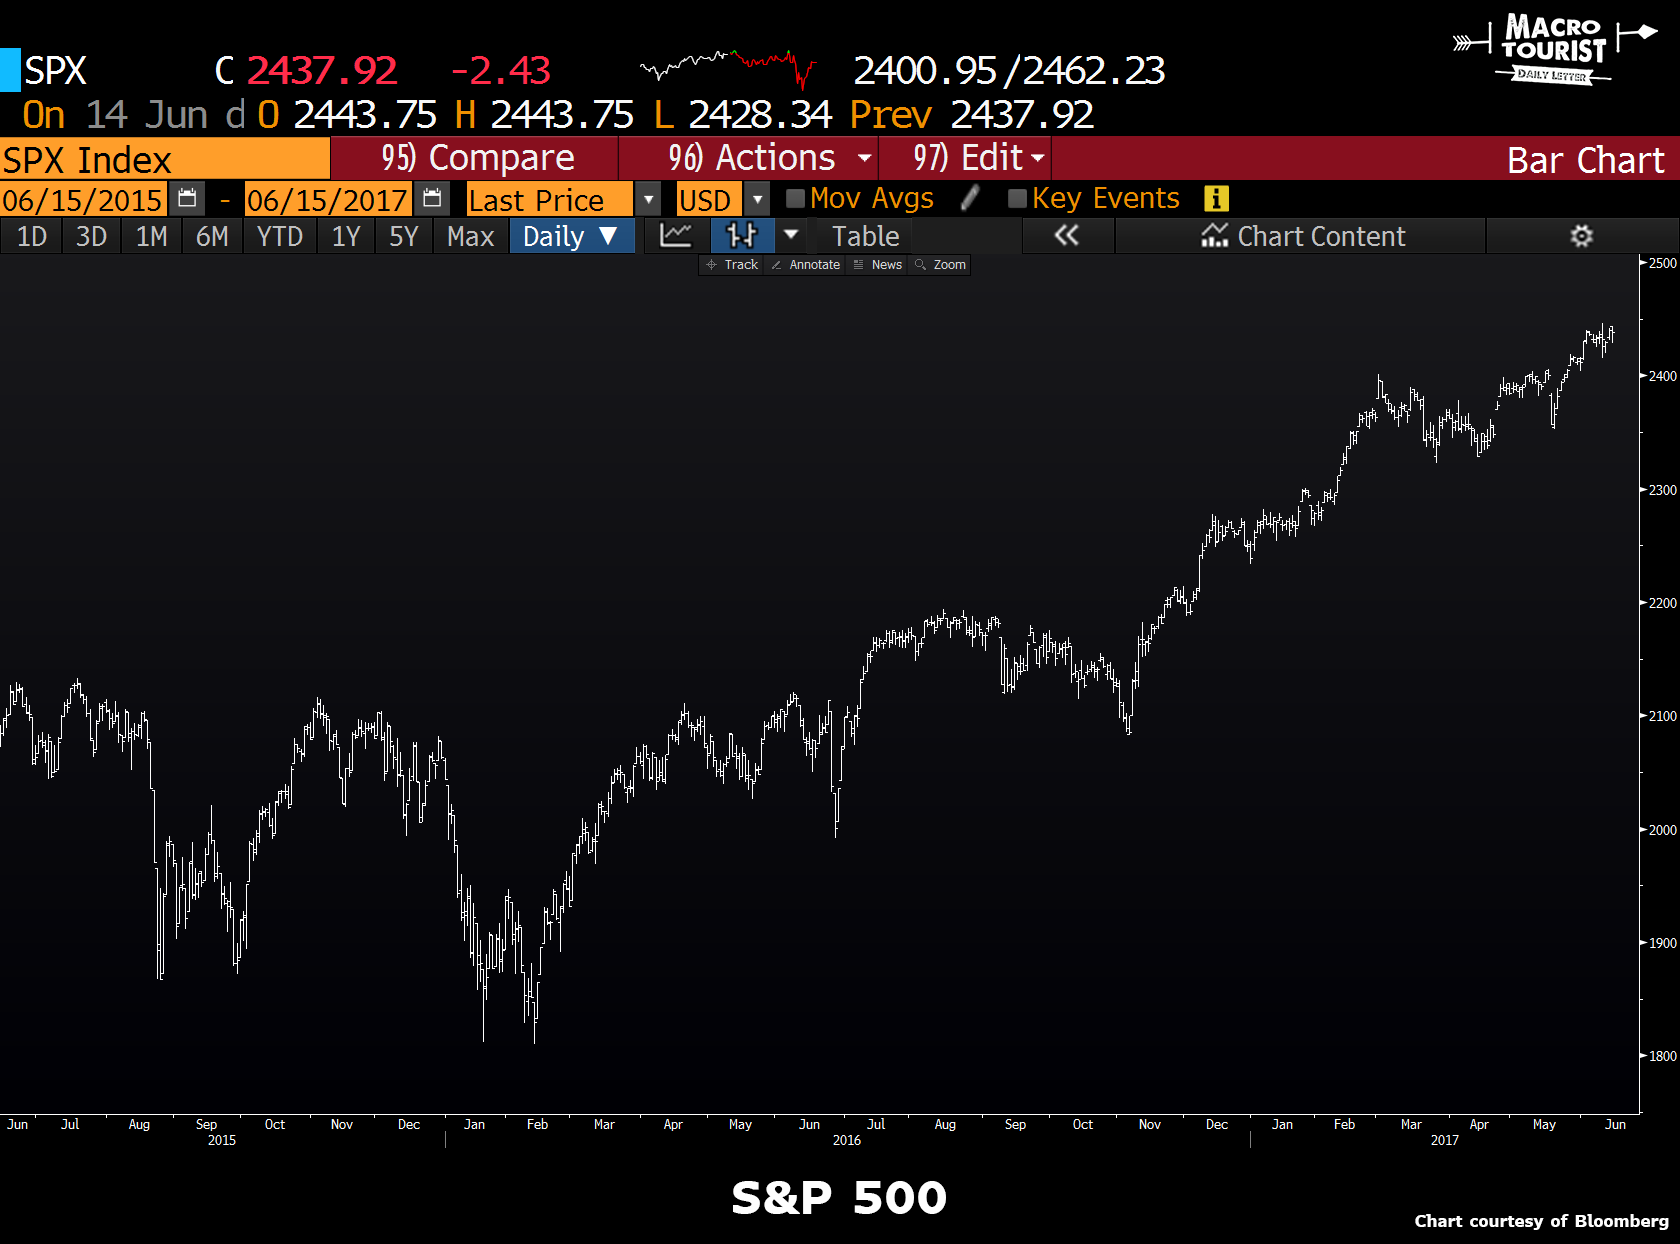 MACRO
TOURIST
DAILY LETTER
SPX C 2437.92 -2.43 2400.95/2462.23
On 14 Jun d O 2443.75 H 2443.75 L 2428.34 Prev 2437.92
SPX Index 95) Compare 96) Actions 97) Edit Bar Chart
06/15/2015 - 06/15/2017 Last Price USD Mov Avgs Key Events
1D 3D 1M 6M YTD 1Y 5Y Max Daily ▼ Table « Chart Content
Track Annotate News Zoom
2500
2400
2300
2200
2100
2000
1900
1800
Jun Jul Aug Sep Oct Nov Dec Jan Feb Mar Apr May Jun Jul Aug Sep Oct Nov Dec Jan Feb Mar Apr May Jun
2015 2016 2017
S&P 500
Chart courtesy of Bloomberg